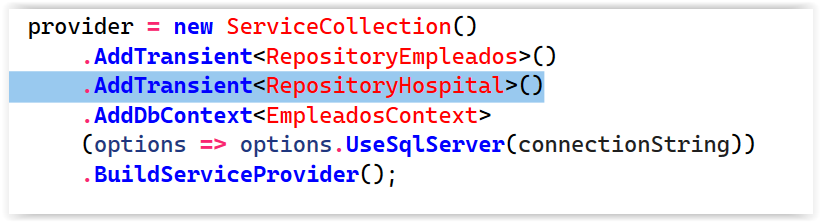 provider = new ServiceCollection()
.AddTransient<RepositoryEmpleados>()
.AddTransient<RepositoryHospital>()
.AddDbContext<EmpleadosContext>
(options => options.UseSqlServer(connectionString))
.BuildServiceProvider();